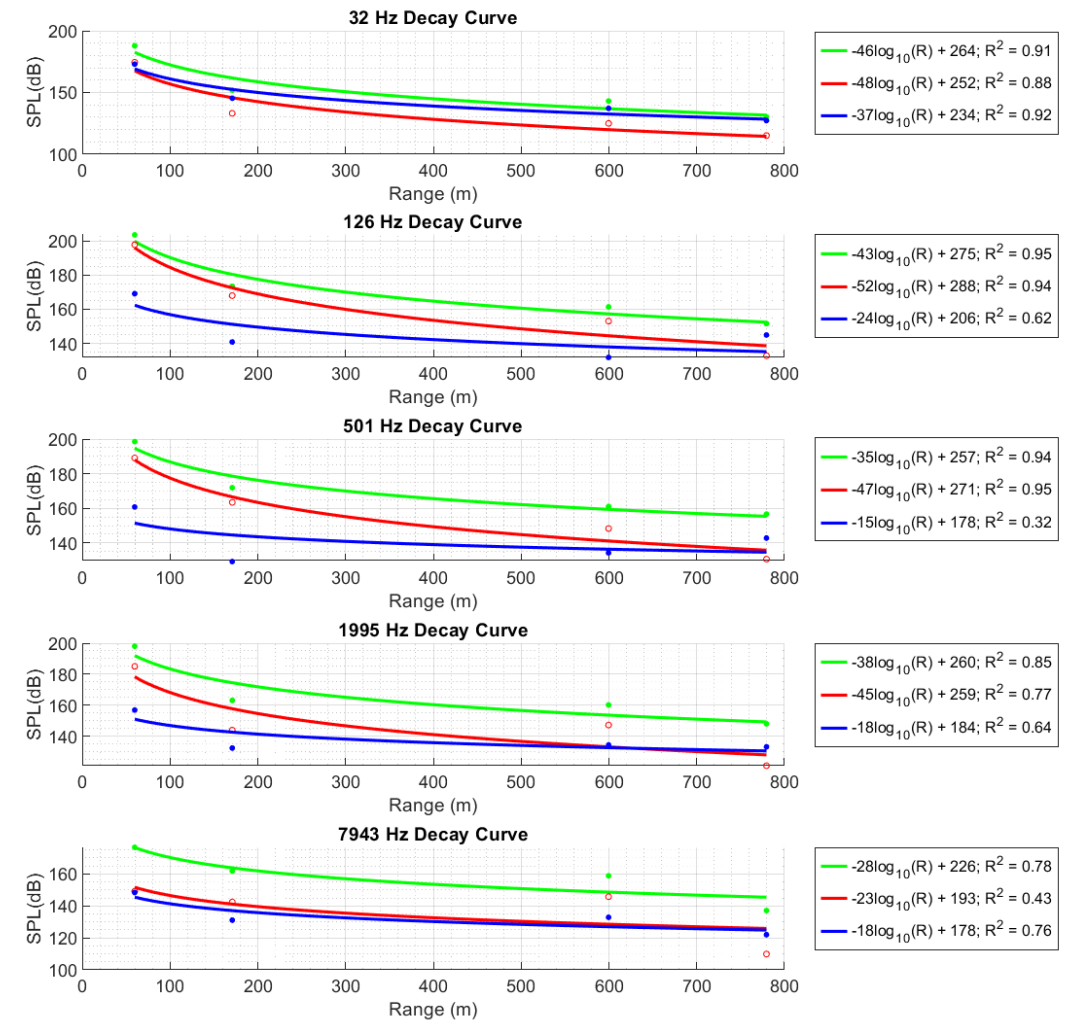 32 Hz Decay Curve
200
150
100
SPL(dB)
0 100 200 300 400 500 600 700 800
Range (m)
-46log10(R) + 264; R2 = 0.91
-48log10(R) + 252; R2 = 0.88
-37log10(R) + 234; R2 = 0.92
126 Hz Decay Curve
200
180
160
140
SPL(dB)
0 100 200 300 400 500 600 700 800
Range (m)
-43log10(R) + 275; R2 = 0.95
-52log10(R) + 288; R2 = 0.94
-24log10(R) + 206; R2 = 0.62
501 Hz Decay Curve
200
180
160
140
SPL(dB)
0 100 200 300 400 500 600 700 800
Range (m)
-35log10(R) + 257; R2 = 0.94
-47log10(R) + 271; R2 = 0.95
-15log10(R) + 178; R2 = 0.32
1995 Hz Decay Curve
200
180
160
140
SPL(dB)
0 100 200 300 400 500 600 700 800
Range (m)
-38log10(R) + 260; R2 = 0.85
-45log10(R) + 259; R2 = 0.77
-18log10(R) + 184; R2 = 0.64
7943 Hz Decay Curve
160
140
120
100
SPL(dB)
0 100 200 300 400 500 600 700 800
Range (m)
-28log10(R) + 226; R2 = 0.78
-23log10(R) + 193; R2 = 0.43
-18log10(R) + 178; R2 = 0.76